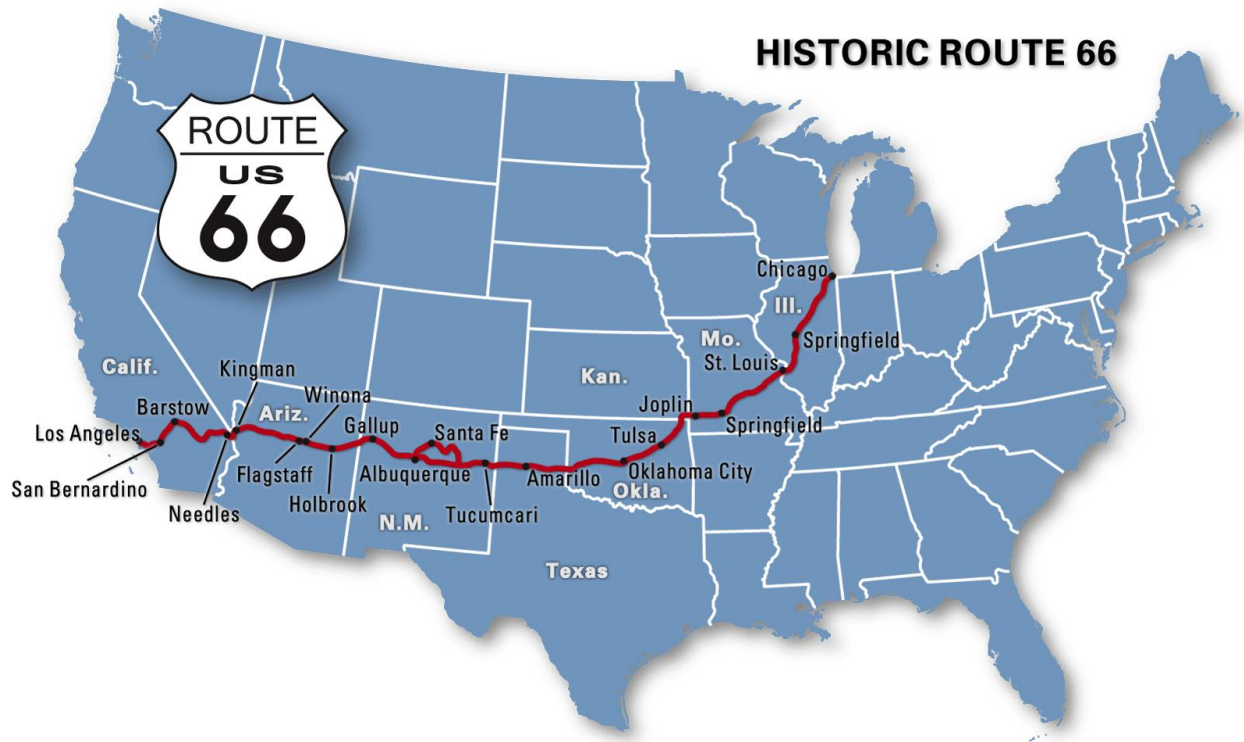 HISTORIC ROUTE 66
ROUTE
US
66
Chicago
Ill.
Springfield
Mo.
St. Louis
Calif.
Kingman
Kan.
Winona
Barstow
Ariz.
Joplin
Gallup
Santa Fe
Springfield
Los Angeles
Tulsa
Flagstaff
Albuquerque
Amarillo
Oklahoma City
San Bernardino
Okla.
Holbrook
Needles
Tucumcari
N.M.
Texas